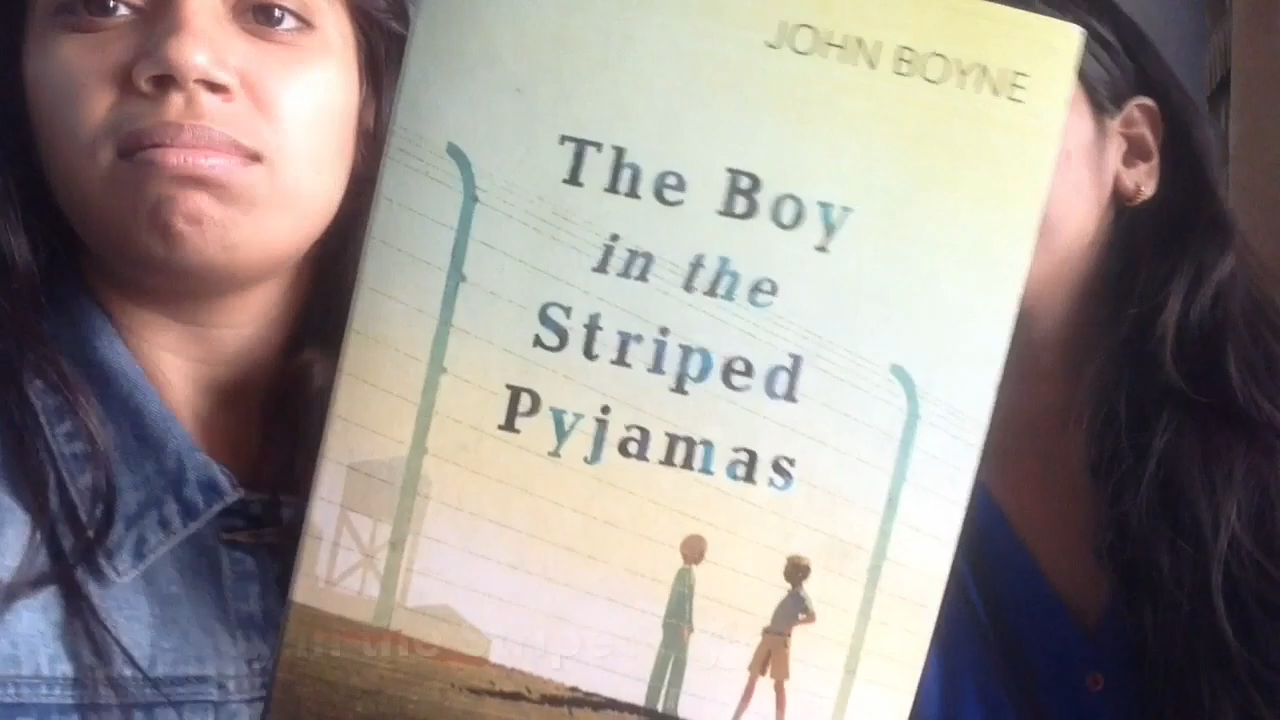 JOHN BOYNE
The Boy
in the
Striped
Pyjamas